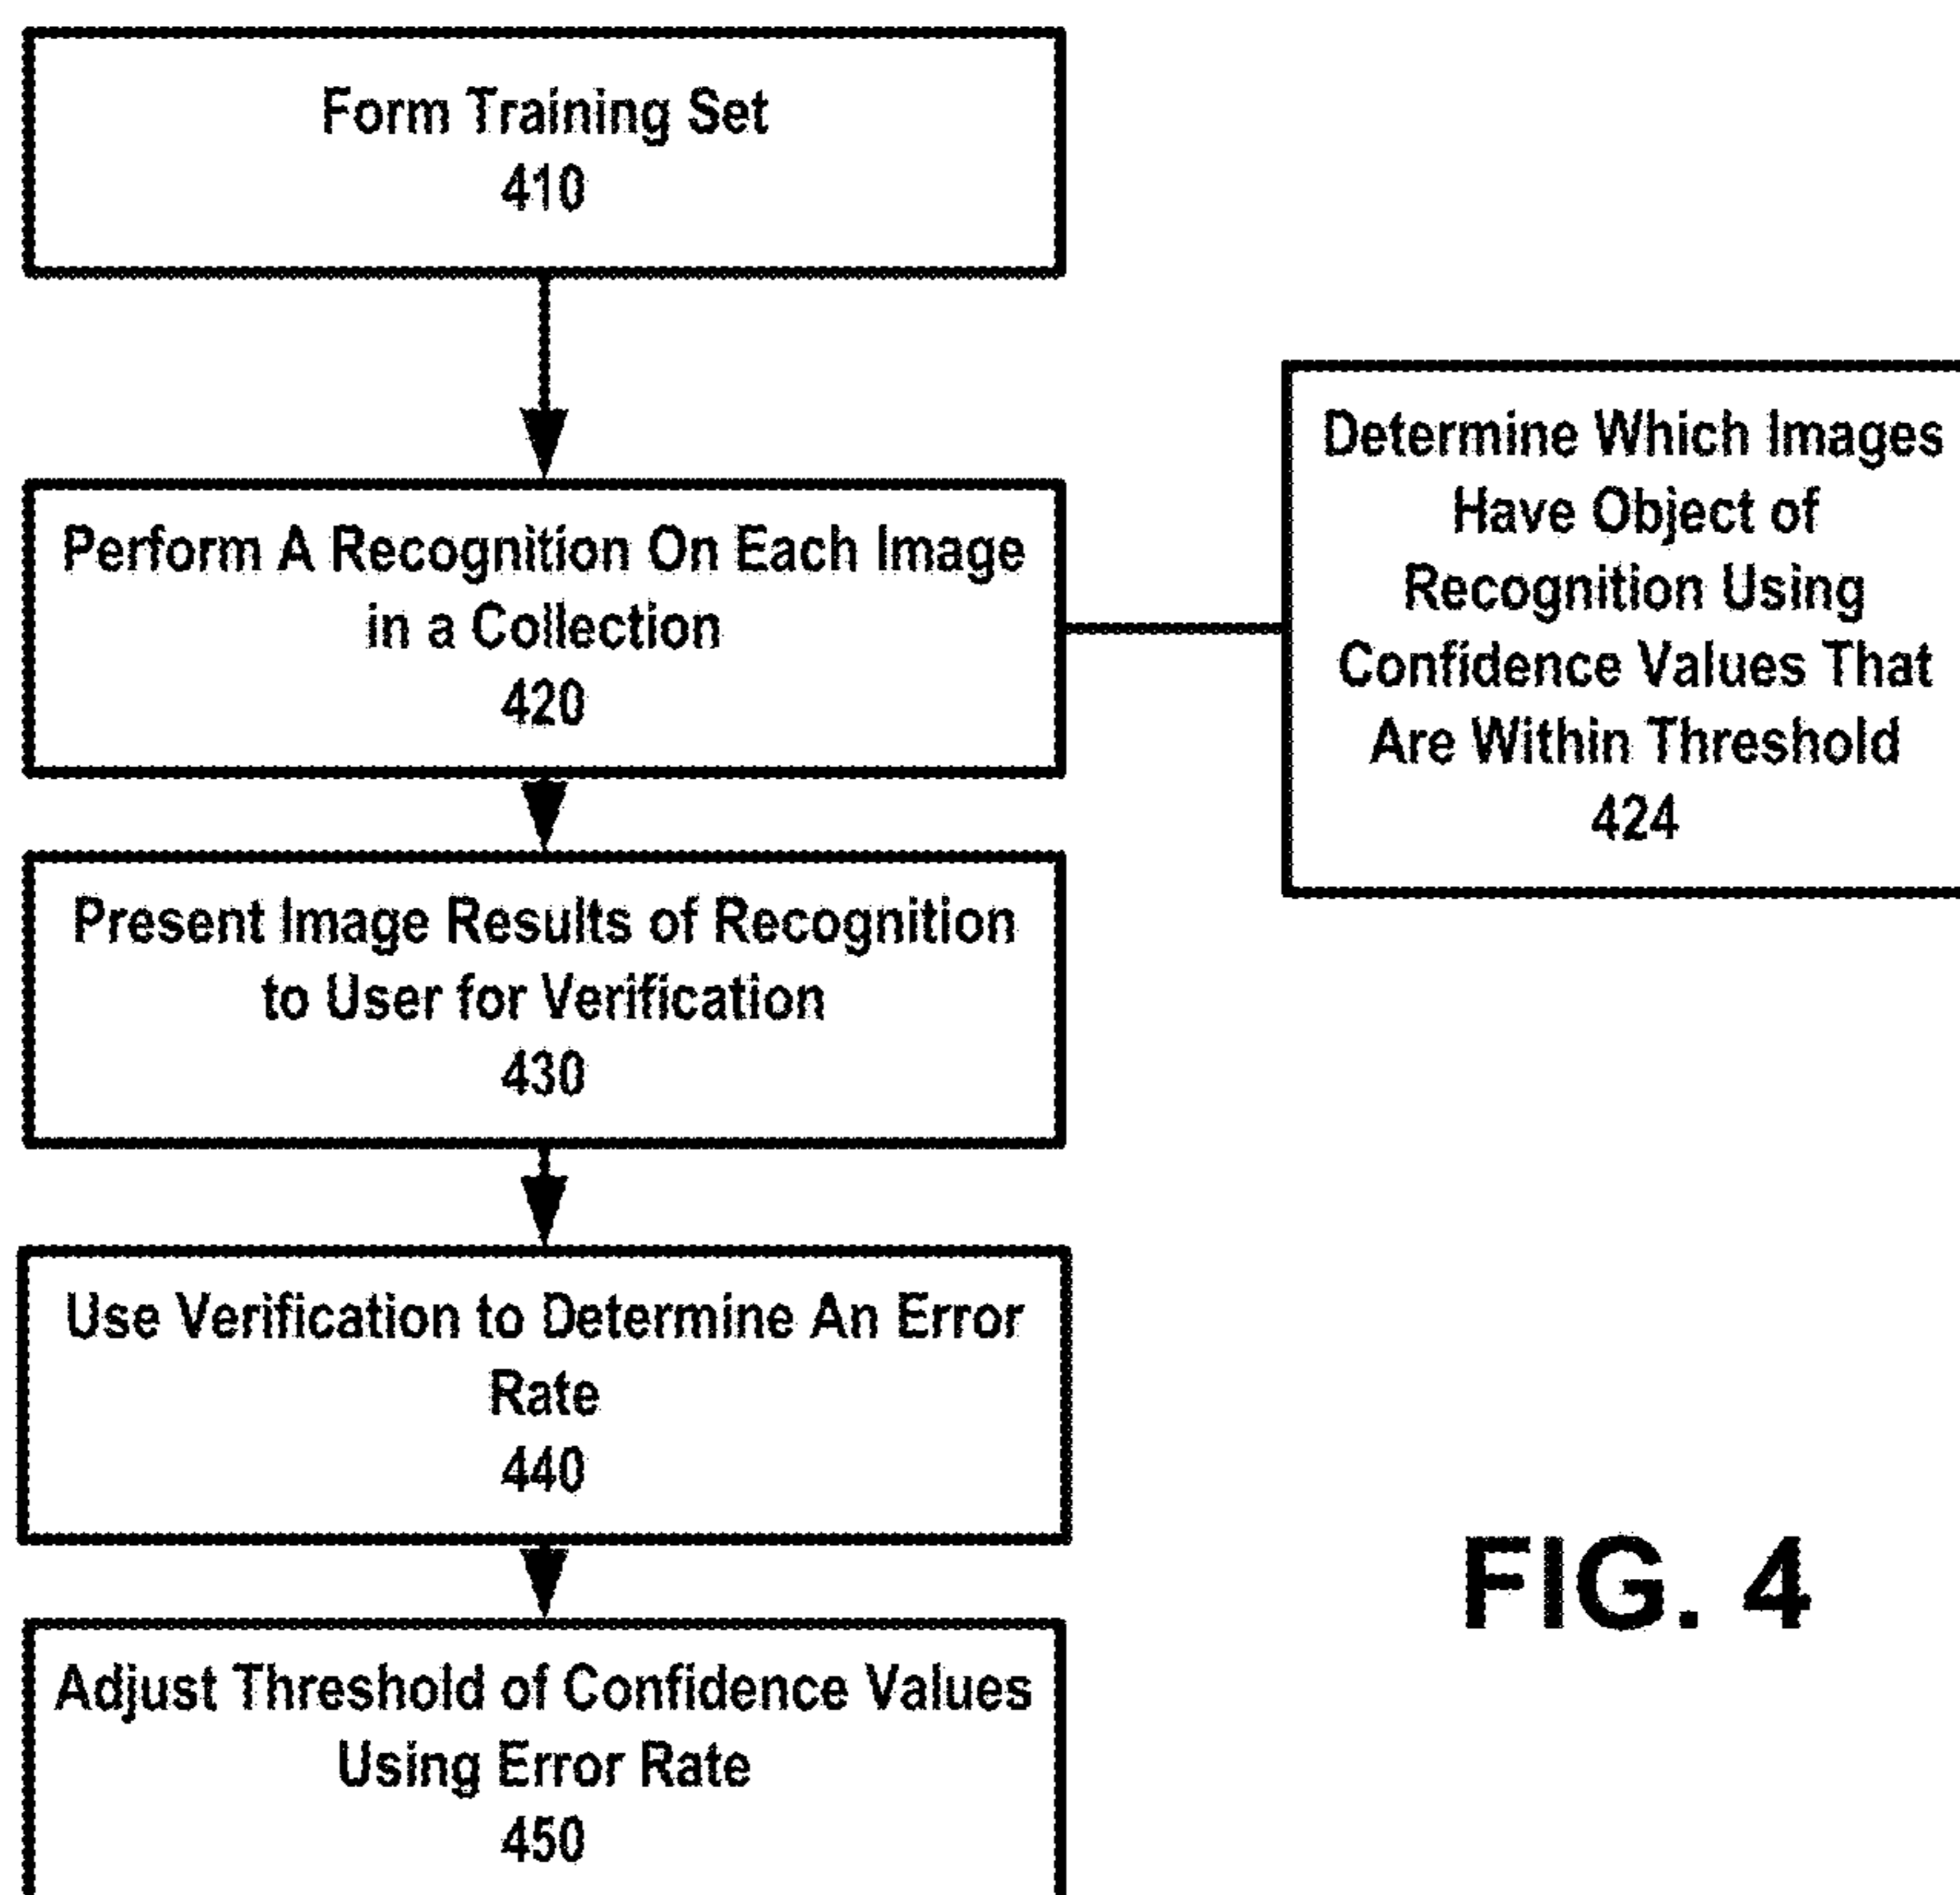 Form Training Set
410
Perform A Recognition On Each Image
in a Collection
420
Determine Which Images
Have Object of
Recognition Using
Confidence Values That
Are Within Threshold
424
Present Image Results of Recognition
to User for Verification
430
Use Verification to Determine An Error
Rate
440
Adjust Threshold of Confidence Values
Using Error Rate
450
FIG. 4